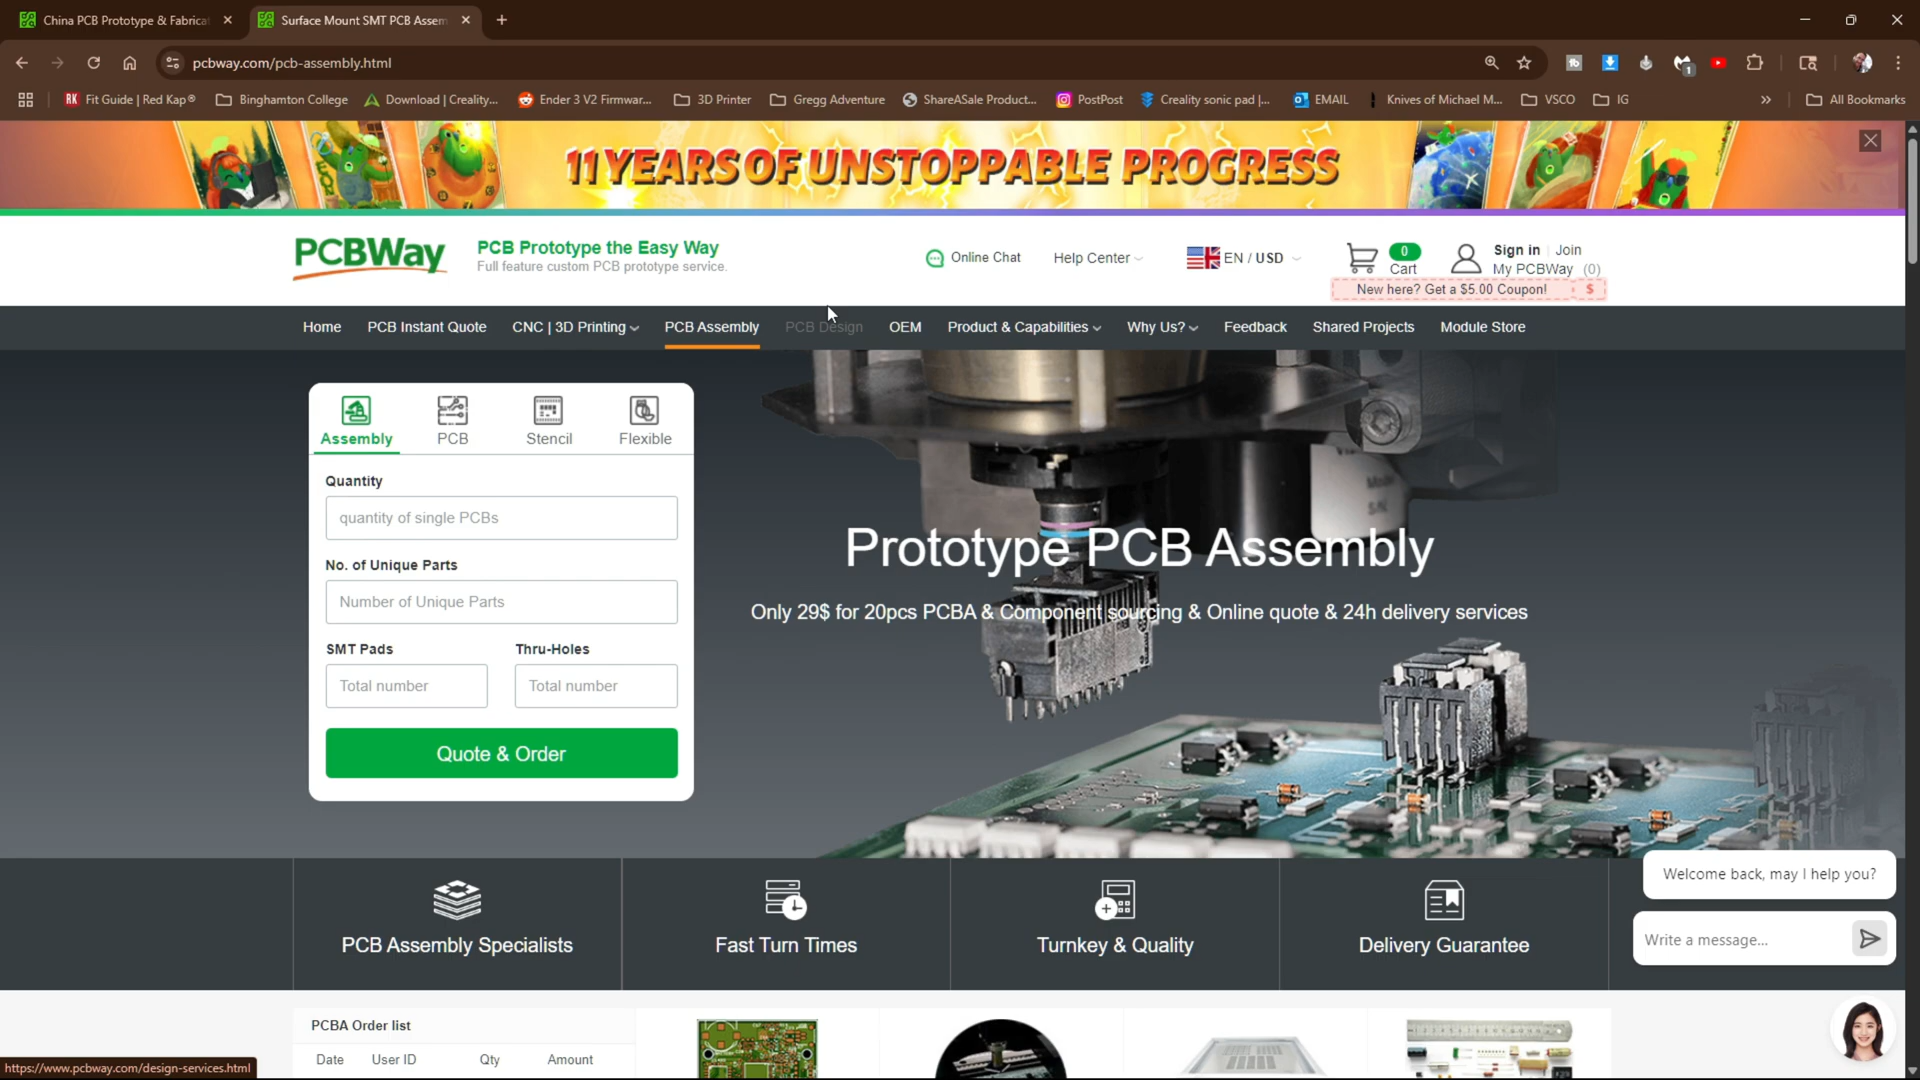 China PCB Prototype & Fabrica
Surface Mount SMT PCB Assem
pcbway.com/pcb-assembly.html
1
RK Fit Guide | Red Kap®
Binghamton College
Download | Creality...
Ender 3 V2 Firmwar...
3D Printer
Gregg Adventure
ShareASale Product...
PostPost
Creality sonic pad |...
EMAIL
Knives of Michael M...
VSCO
IG
»
All Bookmarks
11 YEARS OF UNSTOPPABLE PROGRESS
PCBWay
PCB Prototype the Easy Way
Full feature custom PCB prototype service.
Online Chat
Help Center
EN / USD
0
Cart
Sign in
Join
My PCBWay (0)
New here? Get a $5.00 Coupon!
$
Home
PCB Instant Quote
CNC | 3D Printing
PCB Assembly
PCB Design
OEM
Product & Capabilities
Why Us?
Feedback
Shared Projects
Module Store
Assembly
PCB
Stencil
Flexible
Quantity
quantity of single PCBs
No. of Unique Parts
Number of Unique Parts
SMT Pads
Thru-Holes
Total number
Total number
Quote & Order
Prototype PCB Assembly
Only 29$ for 20pcs PCBA & Component sourcing & Online quote & 24h delivery services
PCB Assembly Specialists
Fast Turn Times
Turnkey & Quality
Delivery Guarantee
Welcome back, may I help you?
Write a message...
PCBA Order list
Date
User ID
Qty
Amount
https://www.pcbway.com/design-services.html